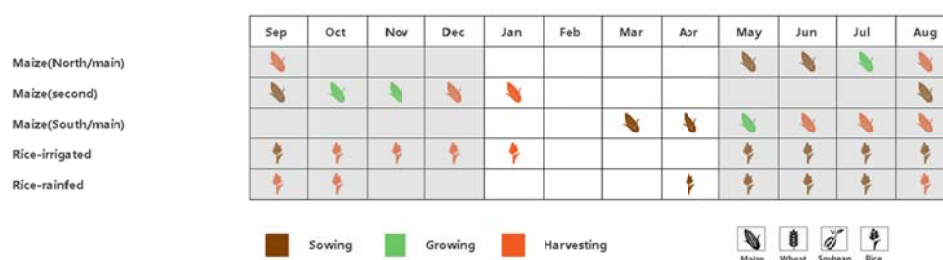 Sep Oct Nov Dec Jan Feb Mar Apr May Jun Jul Aug
Maize(North/main)
Maize(second)
Maize(South/main)
Rice-irrigated
Rice-rainfed
Sowing Growing Harvesting
Maize Wheat Soybean Rice